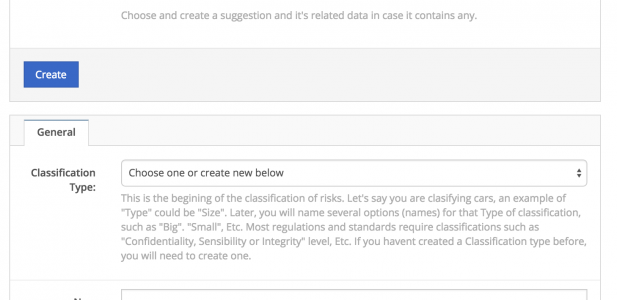 Choose and create a suggestion and it's related data in case it contains any.
Create
General
Classification
Type:
Choose one or create new below
This is the begining of the classification of risks. Let's say you are clasifying cars, an example of
"Type" could be "Size". Later, you will name several options (names) for that Type of classification,
such as "Big". "Small", Etc. Most regulations and standards require classifications such as
"Confidentiality, Sensibility or Integrity" level, Etc. If you havent created a Classification type before,
you will need to create one.